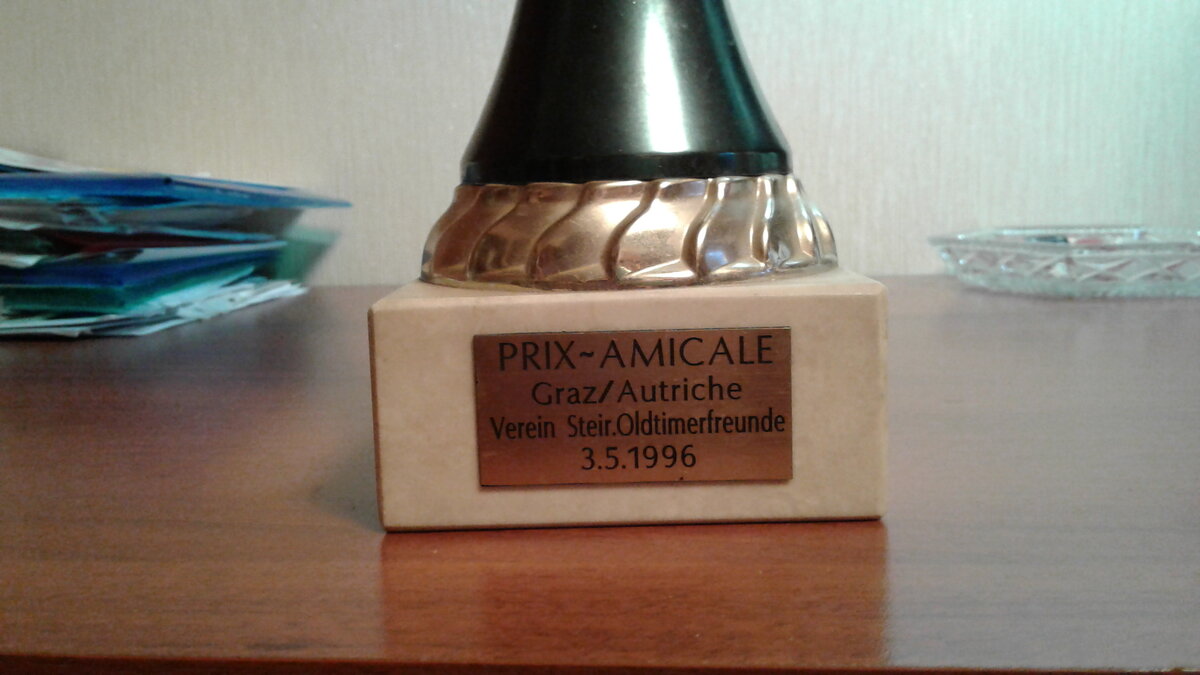 PRIX~AMICALE
Graz/Autriche
Verein Steir.Oldtimerfreunde
3.5.1996